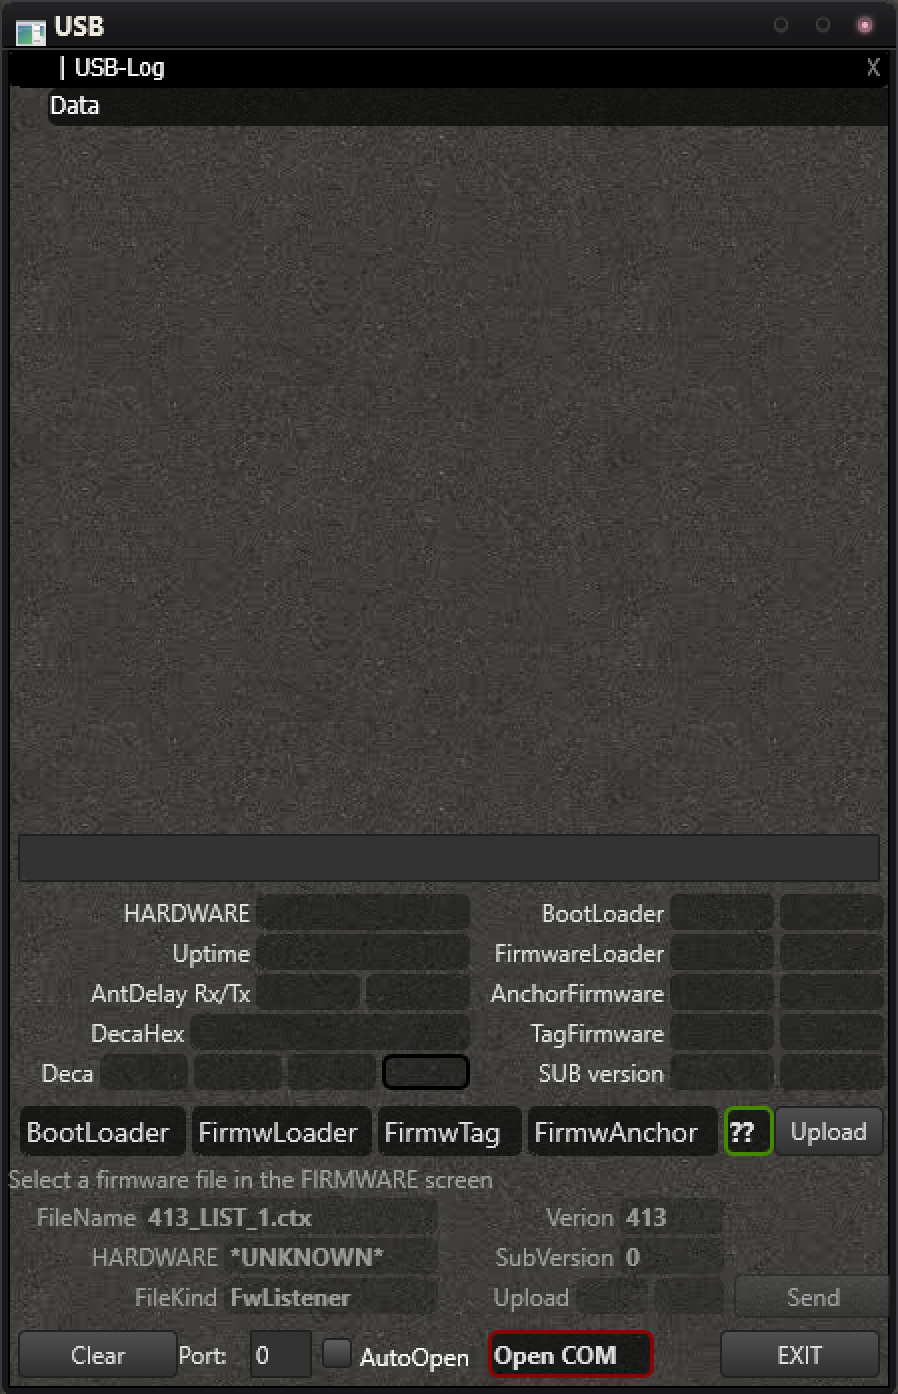 USB
| USB-Log X
Data
HARDWARE BootLoader
Uptime FirmwareLoader
AntDelay Rx/Tx AnchorFirmware
DecaHex TagFirmware
Deca SUB version
BootLoader FirmwLoader FirmwTag FirmwAnchor ?? Upload
Select a firmware file in the FIRMWARE screen
FileName 413_LIST_1.ctx Verion 413
HARDWARE *UNKNOWN* SubVersion 0
FileKind FwListener Upload Send
Clear Port: 0 AutoOpen Open COM EXIT